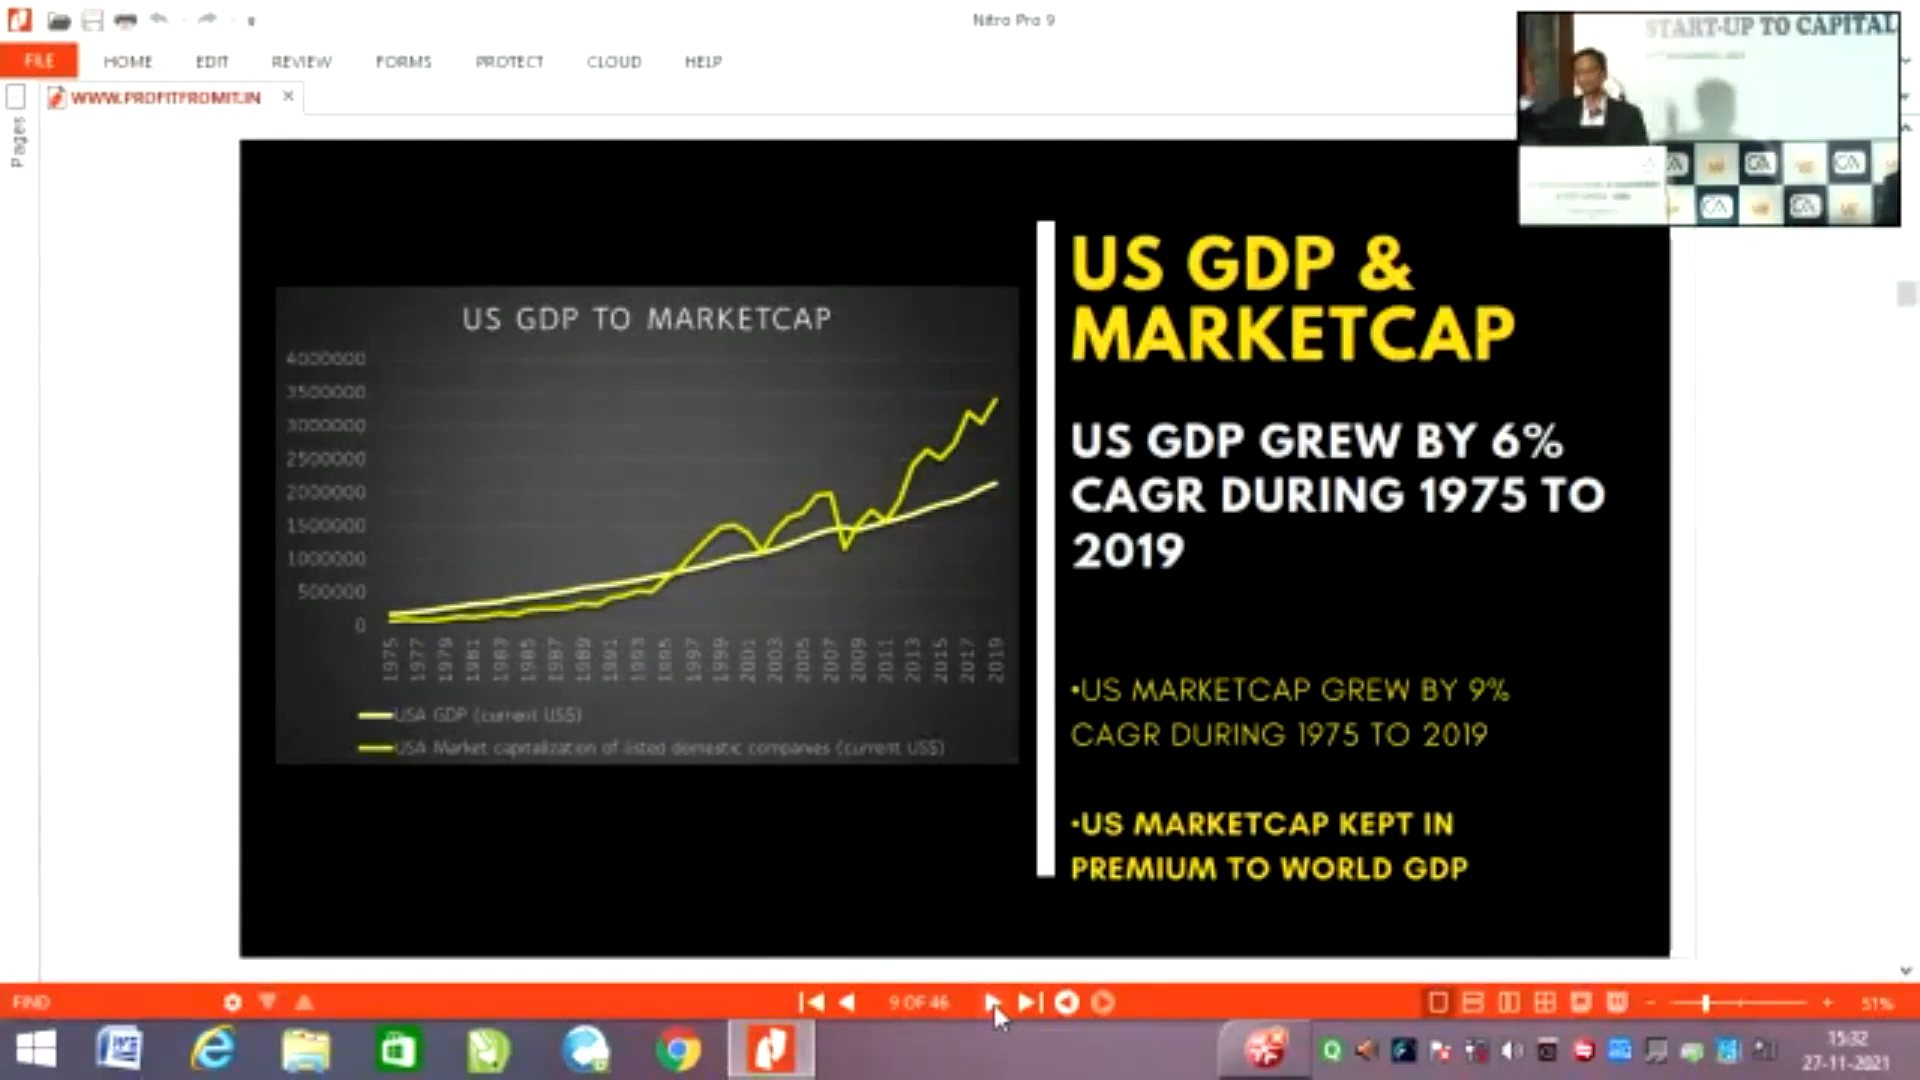 Nitro Pro 9
START-UP TO CAPITAL
FILE HOME EDIT REVIEW FORMS PROTECT CLOUD HELP
WWW.PROFITFROMIT.IN
Pages
US GDP TO MARKETCAP
4000000
3500000
3000000
2500000
2000000
1500000
1000000
500000
0
1975 1977 1979 1981 1983 1985 1987 1989 1991 1993 1995 1997 1999 2001 2003 2005 2007 2009 2011 2013 2015 2017 2019
USA GDP (current US$)
USA Market capitalization of listed domestic companies (current US$)
US GDP &
MARKETCAP
US GDP GREW BY 6%
CAGR DURING 1975 TO
2019
•US MARKETCAP GREW BY 9%
CAGR DURING 1975 TO 2019
•US MARKETCAP KEPT IN
PREMIUM TO WORLD GDP
CA CA
CA CA
FIND
9 OF 46
51%
15:32
27-11-2021